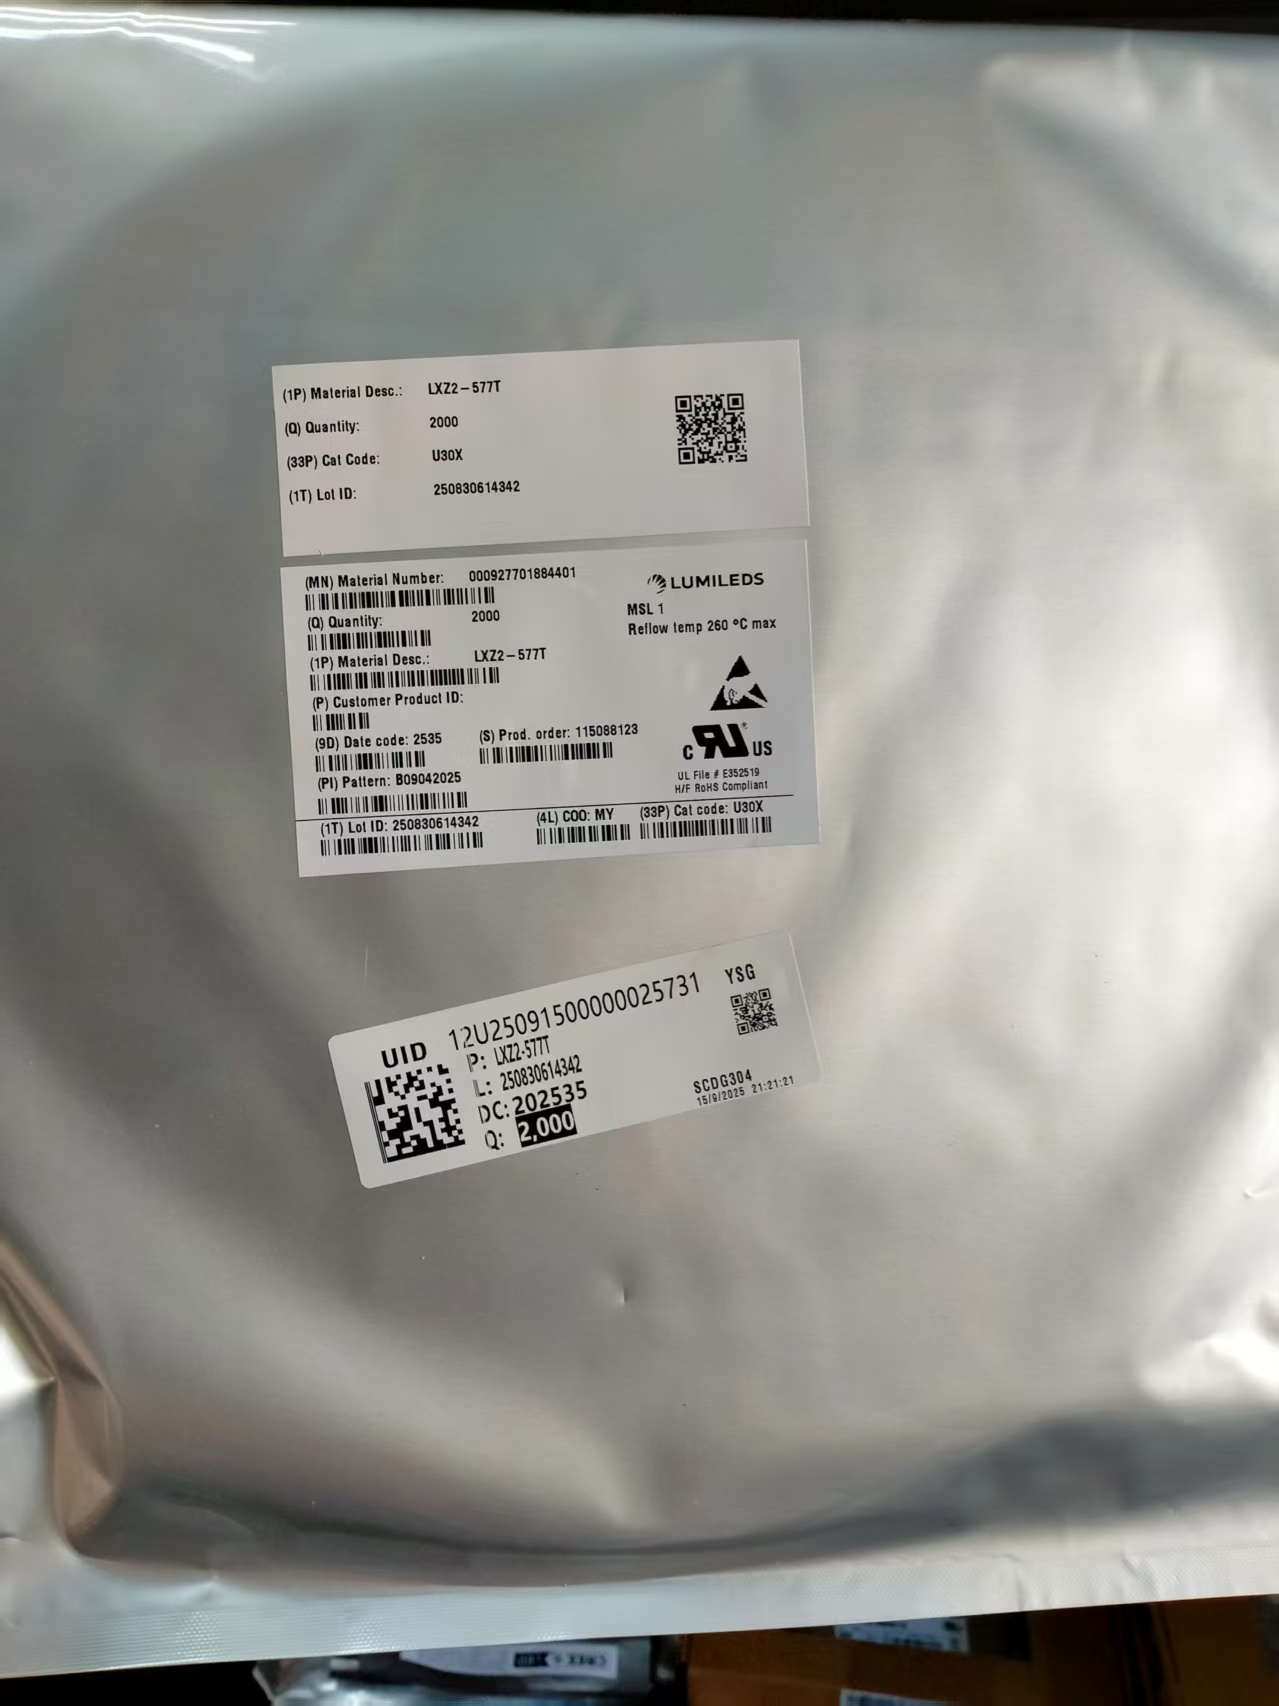 (1P) Material Desc.: LXZ2-577T
(Q) Quantity: 2000
(33P) Cat Code: U30X
(1T) Lot ID: 250830614342
(MN) Material Number: 000927701884401
LUMILEDS
(Q) Quantity: 2000
MSL 1
Reflow temp 260 ºC max
(1P) Material Desc.: LXZ2-577T
(P) Customer Product ID:
(9D) Date code: 2535 (S) Prod. order: 115088123
C RU ® US
(PI) Pattern: B09042025
UL File # E352519
H/F RoHS Compliant
(1T) Lot ID: 250830614342 (4L) COO: MY (33P) Cat code: U30X
UID 12U25091500000025731 YSG
P: LXZ2-577T
L: 250830614342
DC: 202535
Q: 2,000
SCDG304
15/9/2025 21:21:21